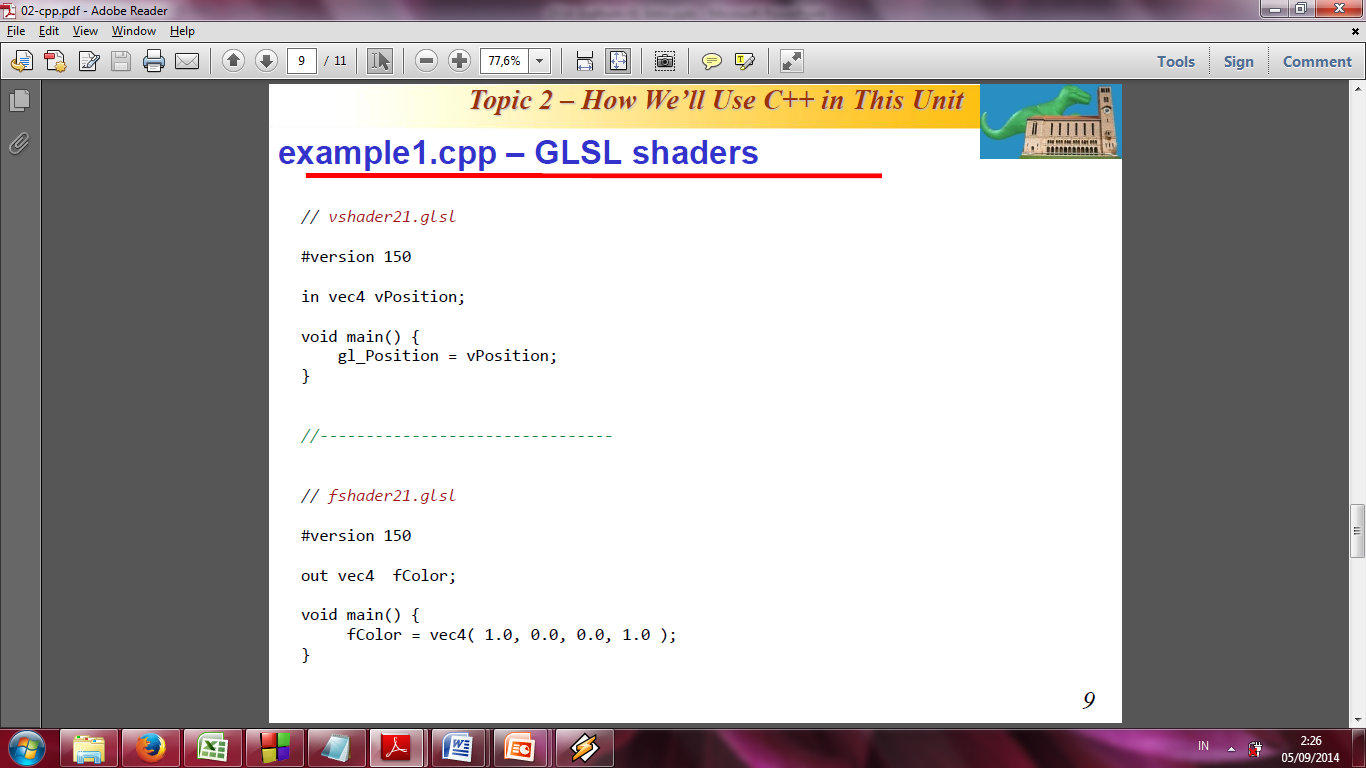 02-cpp.pdf - Adobe Reader
File Edit View Window Help
9 / 11 77,6% Tools Sign Comment
Topic 2 – How We’ll Use C++ in This Unit
example1.cpp – GLSL shaders
// vshader21.glsl
#version 150
in vec4 vPosition;
void main() {
gl_Position = vPosition;
}
//--------------------------------
// fshader21.glsl
#version 150
out vec4  fColor;
void main() {
fColor = vec4( 1.0, 0.0, 0.0, 1.0 );
}
9
IN
2:26
05/09/2014